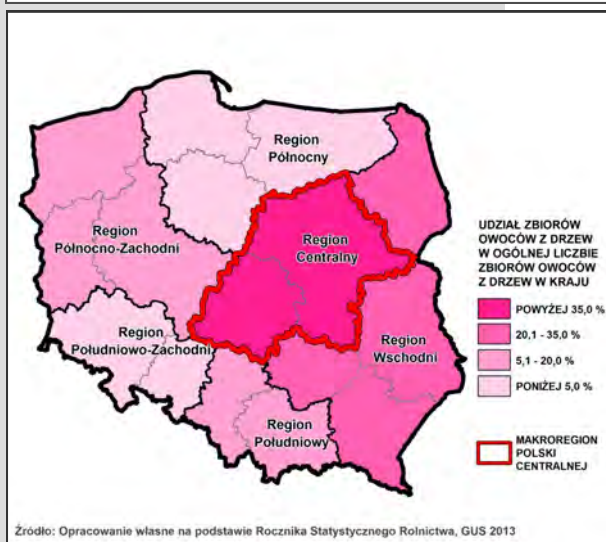 Region
Północny
Region
Północno-Zachodni
Region
Centralny
Region
Południowo-Zachodni
Region
Wschodni
Region
Południowy
UDZIAŁ ZBIORÓW
OWOCÓW Z DRZEW
W OGÓLNEJ LICZBIE
ZBIORÓW OWOCÓW
Z DRZEW W KRAJU
POWYŻEJ 35,0 %
20,1 - 35,0 %
5,1 - 20,0 %
PONIŻEJ 5,0 %
MAKROREGION
POLSKI
CENTRALNEJ
Źródło: Opracowanie własne na podstawie Rocznika Statystycznego Rolnictwa, GUS 2013